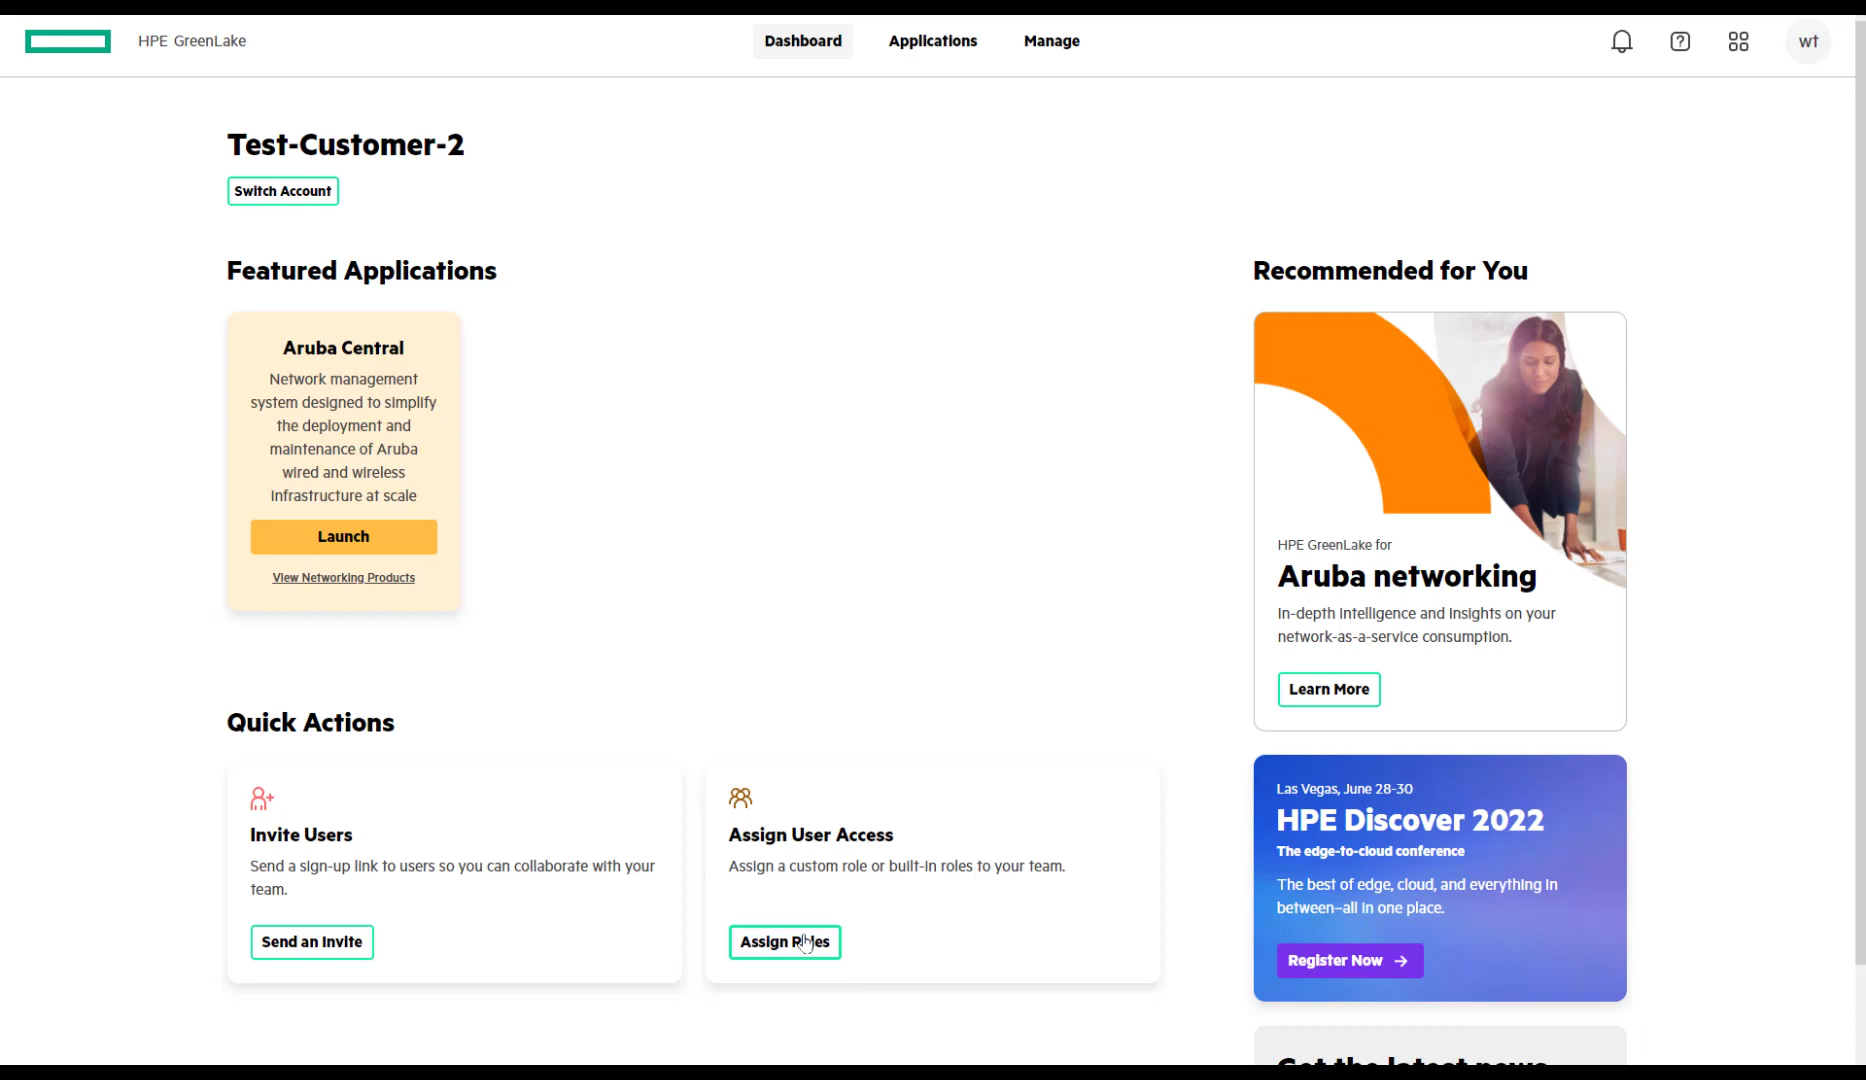 HPE GreenLake
Dashboard
Applications
Manage
wt
Test-Customer-2
Switch Account
Featured Applications
Aruba Central
Network management
system designed to simplify
the deployment and
maintenance of Aruba
wired and wireless
infrastructure at scale
Launch
View Networking Products
Quick Actions
Invite Users
Send a sign-up link to users so you can collaborate with your
team.
Send an Invite
Assign User Access
Assign a custom role or built-in roles to your team.
Assign Roles
Recommended for You
HPE GreenLake for
Aruba networking
In-depth intelligence and insights on your
network-as-a-service consumption.
Learn More
Las Vegas, June 28-30
HPE Discover 2022
The edge-to-cloud conference
The best of edge, cloud, and everything in
between—all in one place.
Register Now
Get the latest news